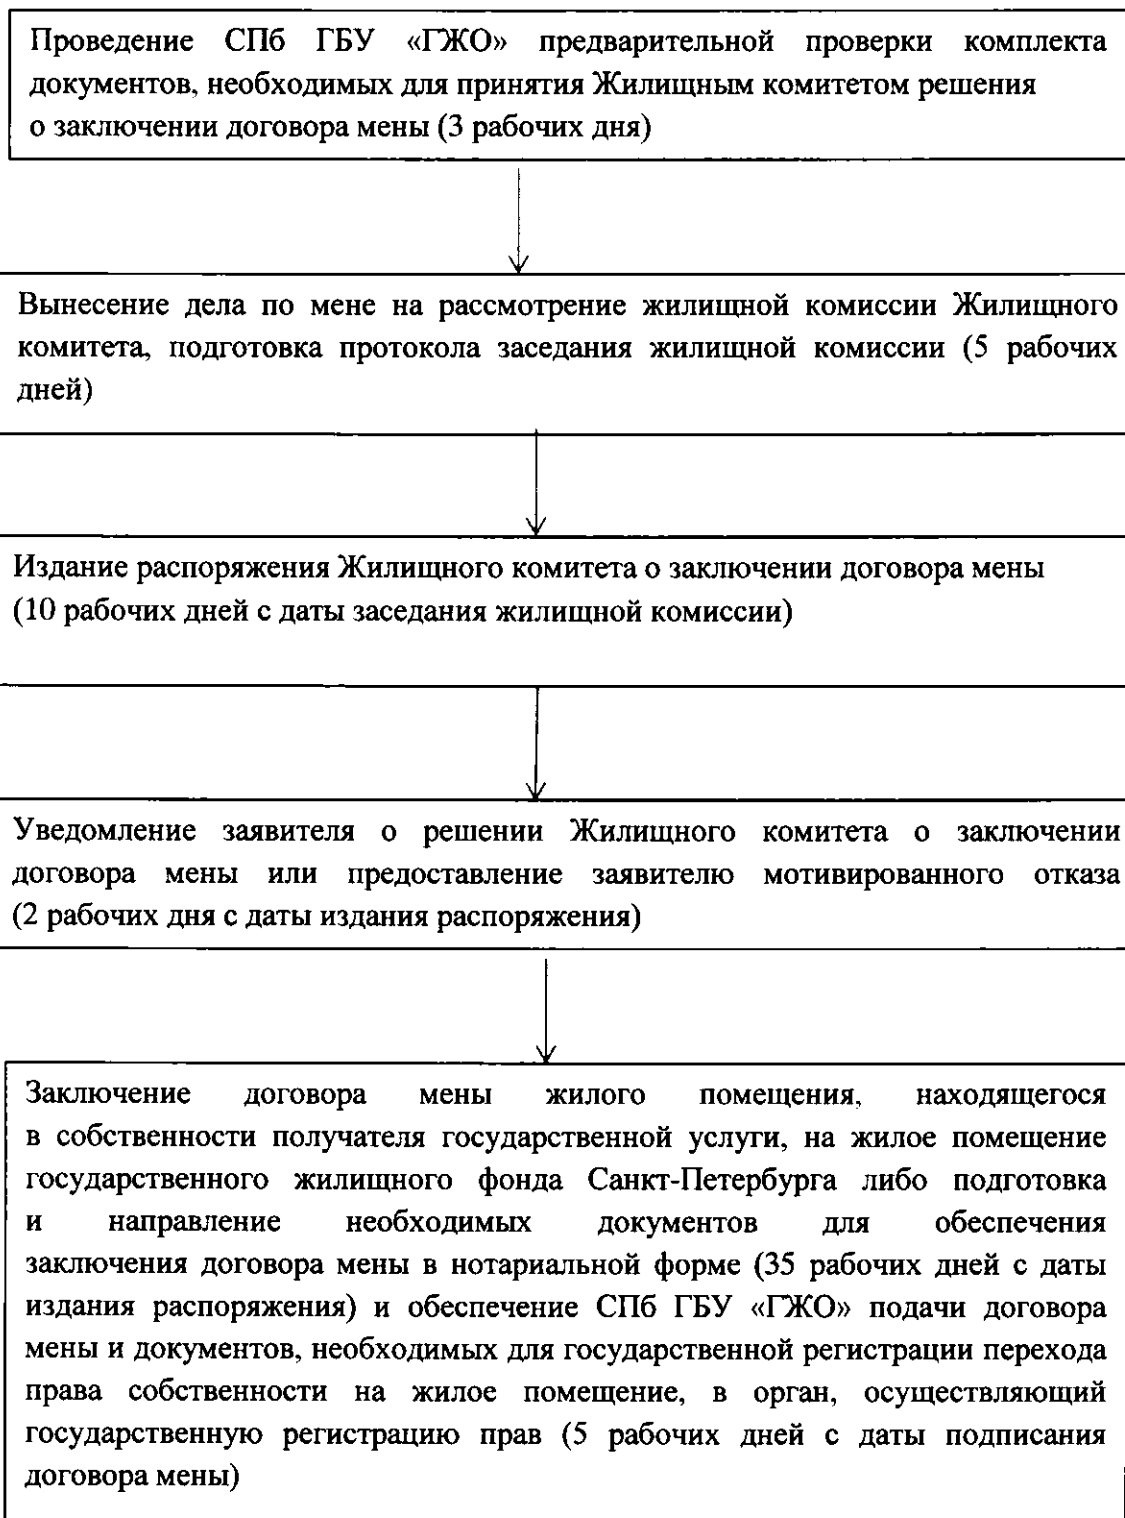 Проведение СПб ГБУ «ГЖО» предварительной проверки комплекта
документов, необходимых для принятия Жилищным комитетом решения
о заключении договора мены (3 рабочих дня)
Вынесение дела по мене на рассмотрение жилищной комиссии Жилищного
комитета, подготовка протокола заседания жилищной комиссии (5 рабочих
дней)
Издание распоряжения Жилищного комитета о заключении договора мены
(10 рабочих дней с даты заседания жилищной комиссии)
Уведомление заявителя о решении Жилищного комитета о заключении
договора мены или предоставление заявителю мотивированного отказа
(2 рабочих дня с даты издания распоряжения)
Заключение договора мены жилого помещения, находящегося
в собственности получателя государственной услуги, на жилое помещение
государственного жилищного фонда Санкт-Петербурга либо подготовка
и направление необходимых документов для обеспечения
заключения договора мены в нотариальной форме (35 рабочих дней с даты
издания распоряжения) и обеспечение СПб ГБУ «ГЖО» подачи договора
мены и документов, необходимых для государственной регистрации перехода
права собственности на жилое помещение, в орган, осуществляющий
государственную регистрацию прав (5 рабочих дней с даты подписания
договора мены)